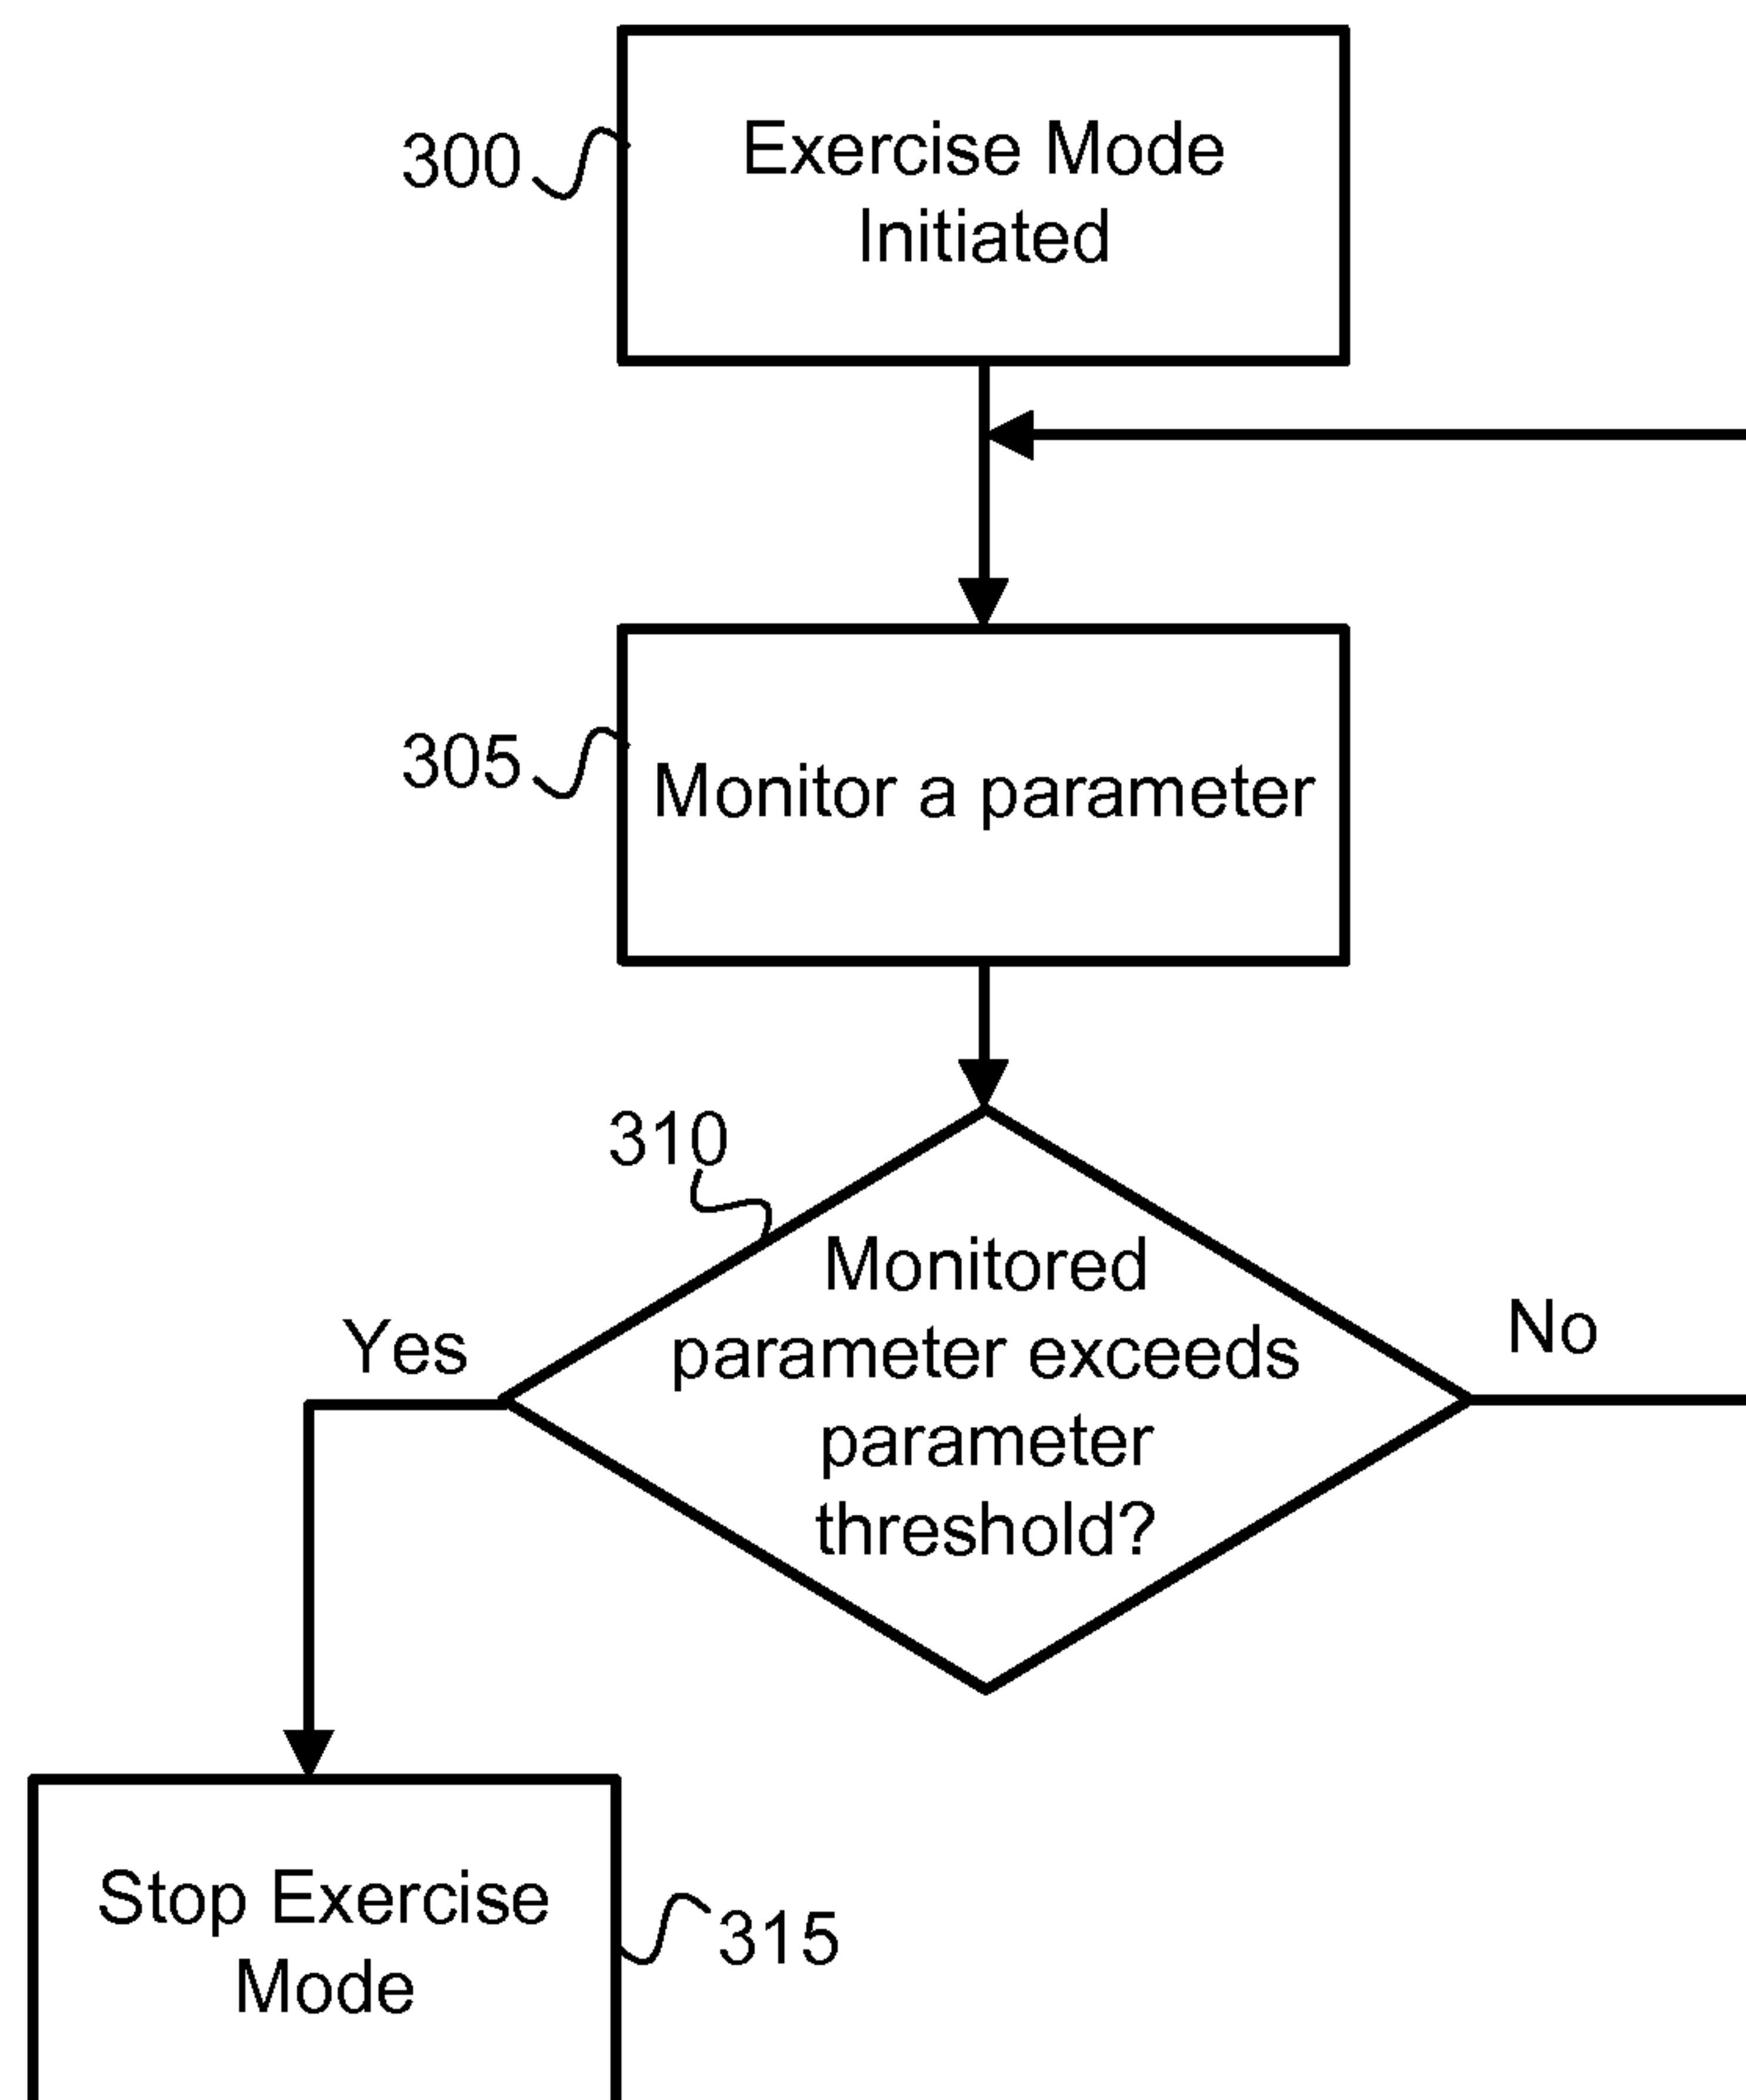 300
Exercise Mode
Initiated
305
Monitor a parameter
310
Monitored
parameter exceeds
parameter
threshold?
Yes
No
Stop Exercise
Mode
315